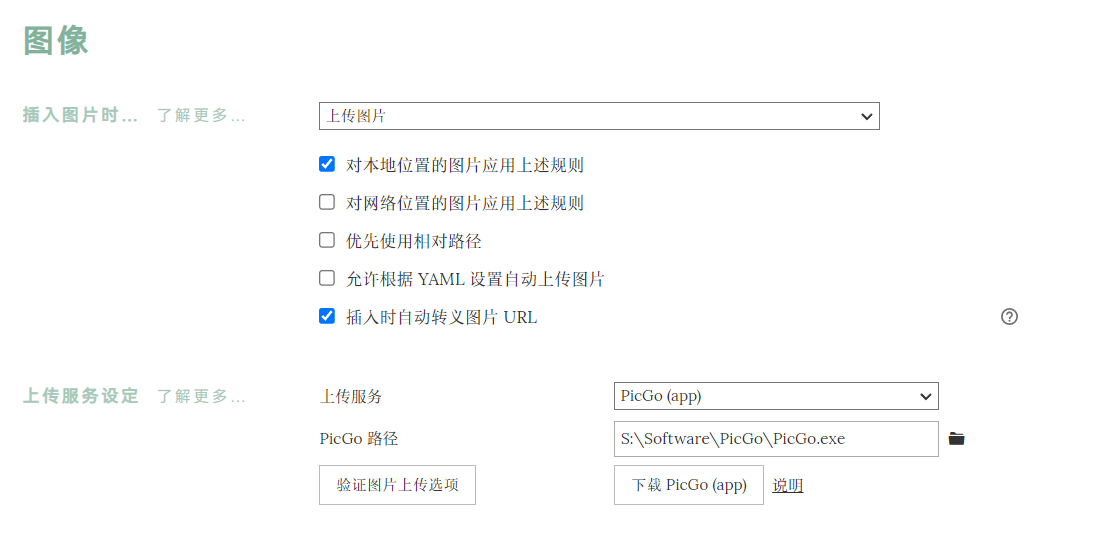 图像
插入图片时... 了解更多... 上传图片
对本地位置的图片应用上述规则
对网络位置的图片应用上述规则
优先使用相对路径
允许根据 YAML 设置自动上传图片
插入时自动转义图片 URL
上传服务设定 了解更多... 上传服务 PicGo (app)
PicGo 路径 S:\Software\PicGo\PicGo.exe
验证图片上传选项 下载 PicGo (app) 说明